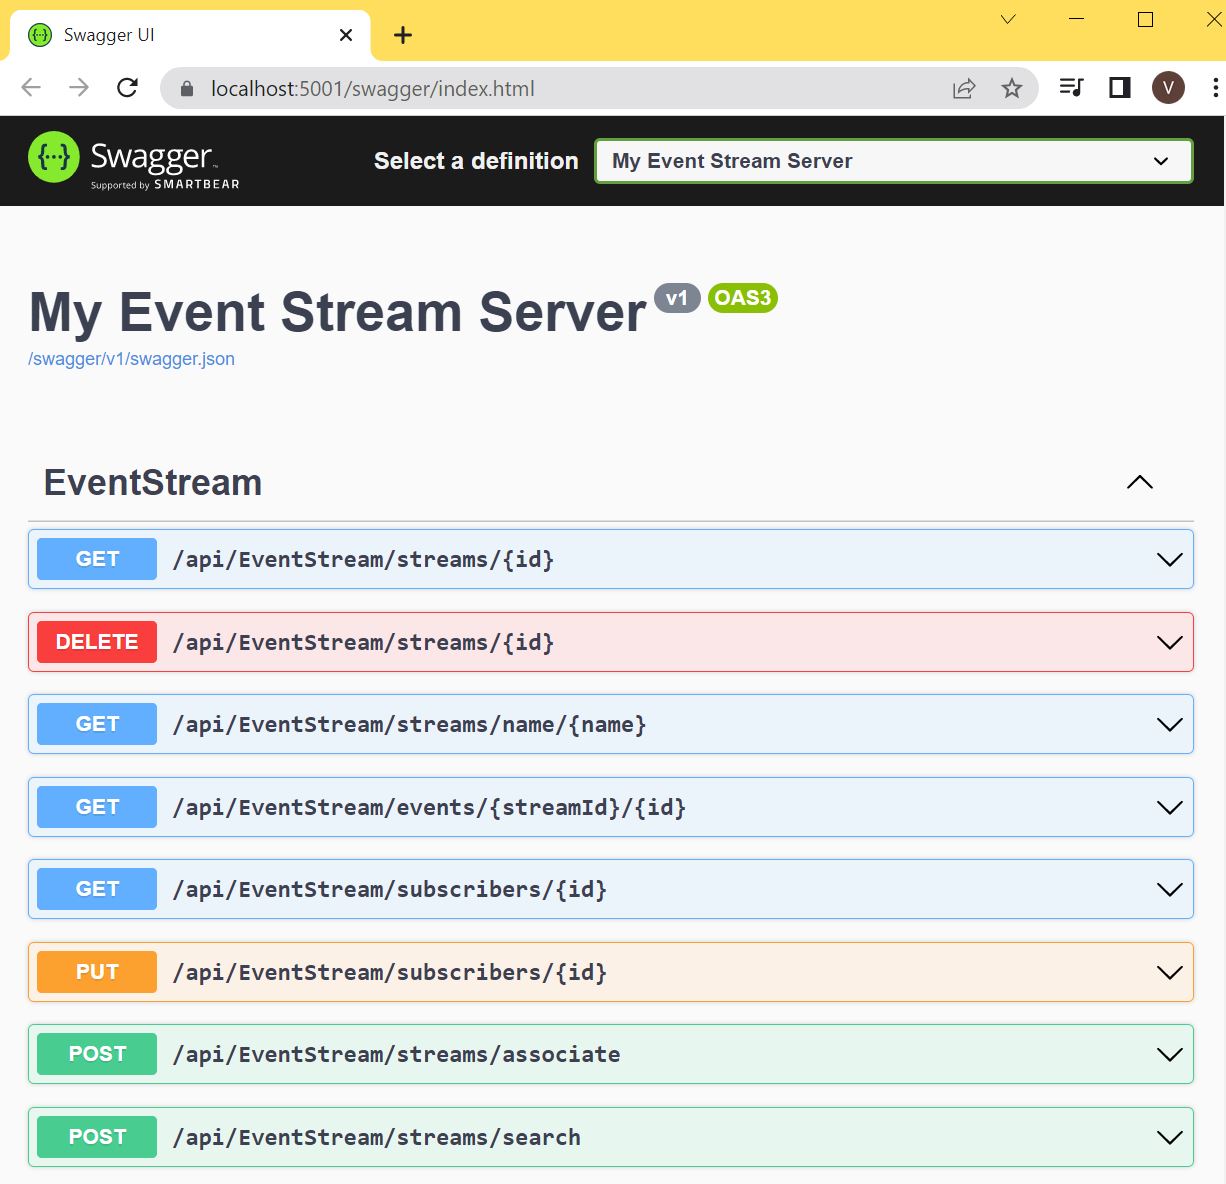 Swagger UI
localhost:5001/swagger/index.html
V
{···} Swagger™
Supported by SMARTBEAR
Select a definition
My Event Stream Server
My Event Stream Server v1 OAS3
/swagger/v1/swagger.json
EventStream
GET /api/EventStream/streams/{id}
DELETE /api/EventStream/streams/{id}
GET /api/EventStream/streams/name/{name}
GET /api/EventStream/events/{streamId}/{id}
GET /api/EventStream/subscribers/{id}
PUT /api/EventStream/subscribers/{id}
POST /api/EventStream/streams/associate
POST /api/EventStream/streams/search